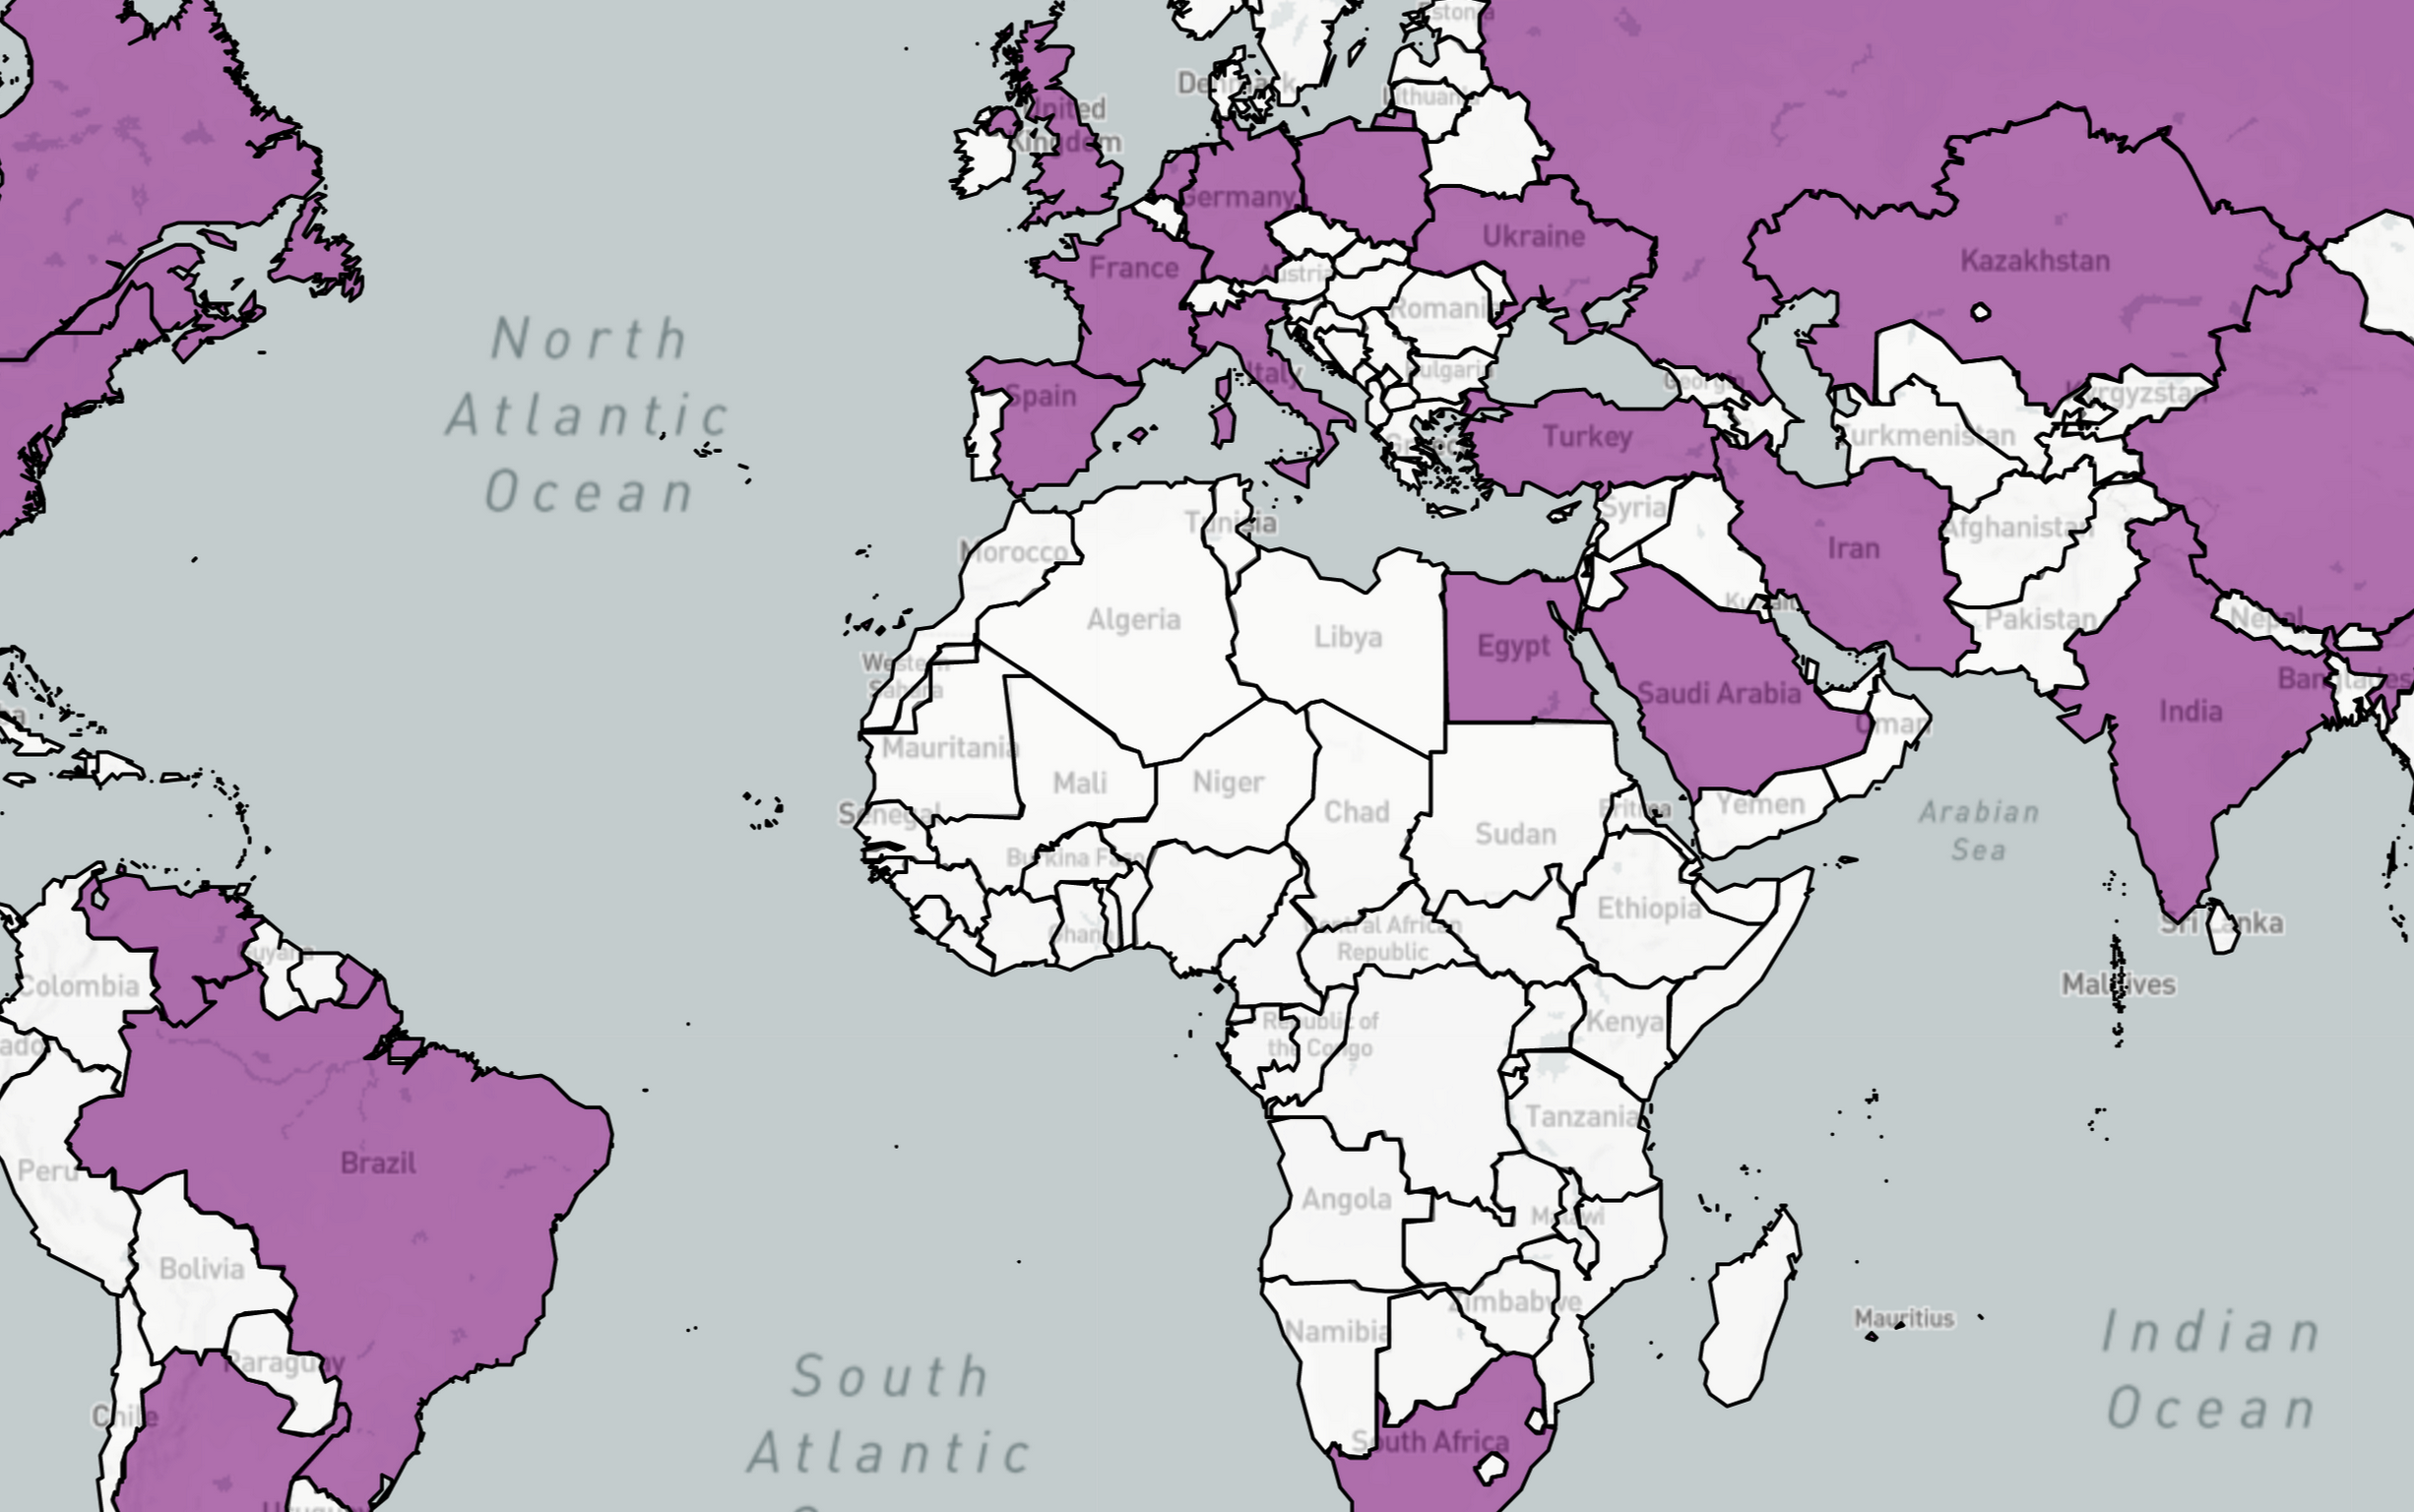 Estonia
Denmark
Lithuania
United
Kingdom
Germany
Ukraine
France
Kazakhstan
Austria
Romania
North
Atlantic
Ocean
Italy
Bulgaria
Georgia
Kyrgyzstan
Spain
Turkey
Turkmenistan
Greece
Syria
Tunisia
Afghanistan
Morocco
Iran
Kuwait
Algeria
Libya
Egypt
Pakistan
Nepal
Western
Sahara
Saudi Arabia
Bangladesh
India
Oman
Mauritania
Mali
Niger
Chad
Senegal
Eritrea
Yemen
Sudan
Arabian
Sea
Burkina Faso
Ethiopia
Ghana
Central African
Republic
Sri Lanka
Guyana
Colombia
Maldives
Republic of
the Congo
Kenya
Tanzania
Brazil
Peru
Angola
Malawi
Bolivia
Zimbabwe
Namibia
Mauritius
Indian
Ocean
Paraguay
South
Atlantic
Chile
South Africa
Uruguay